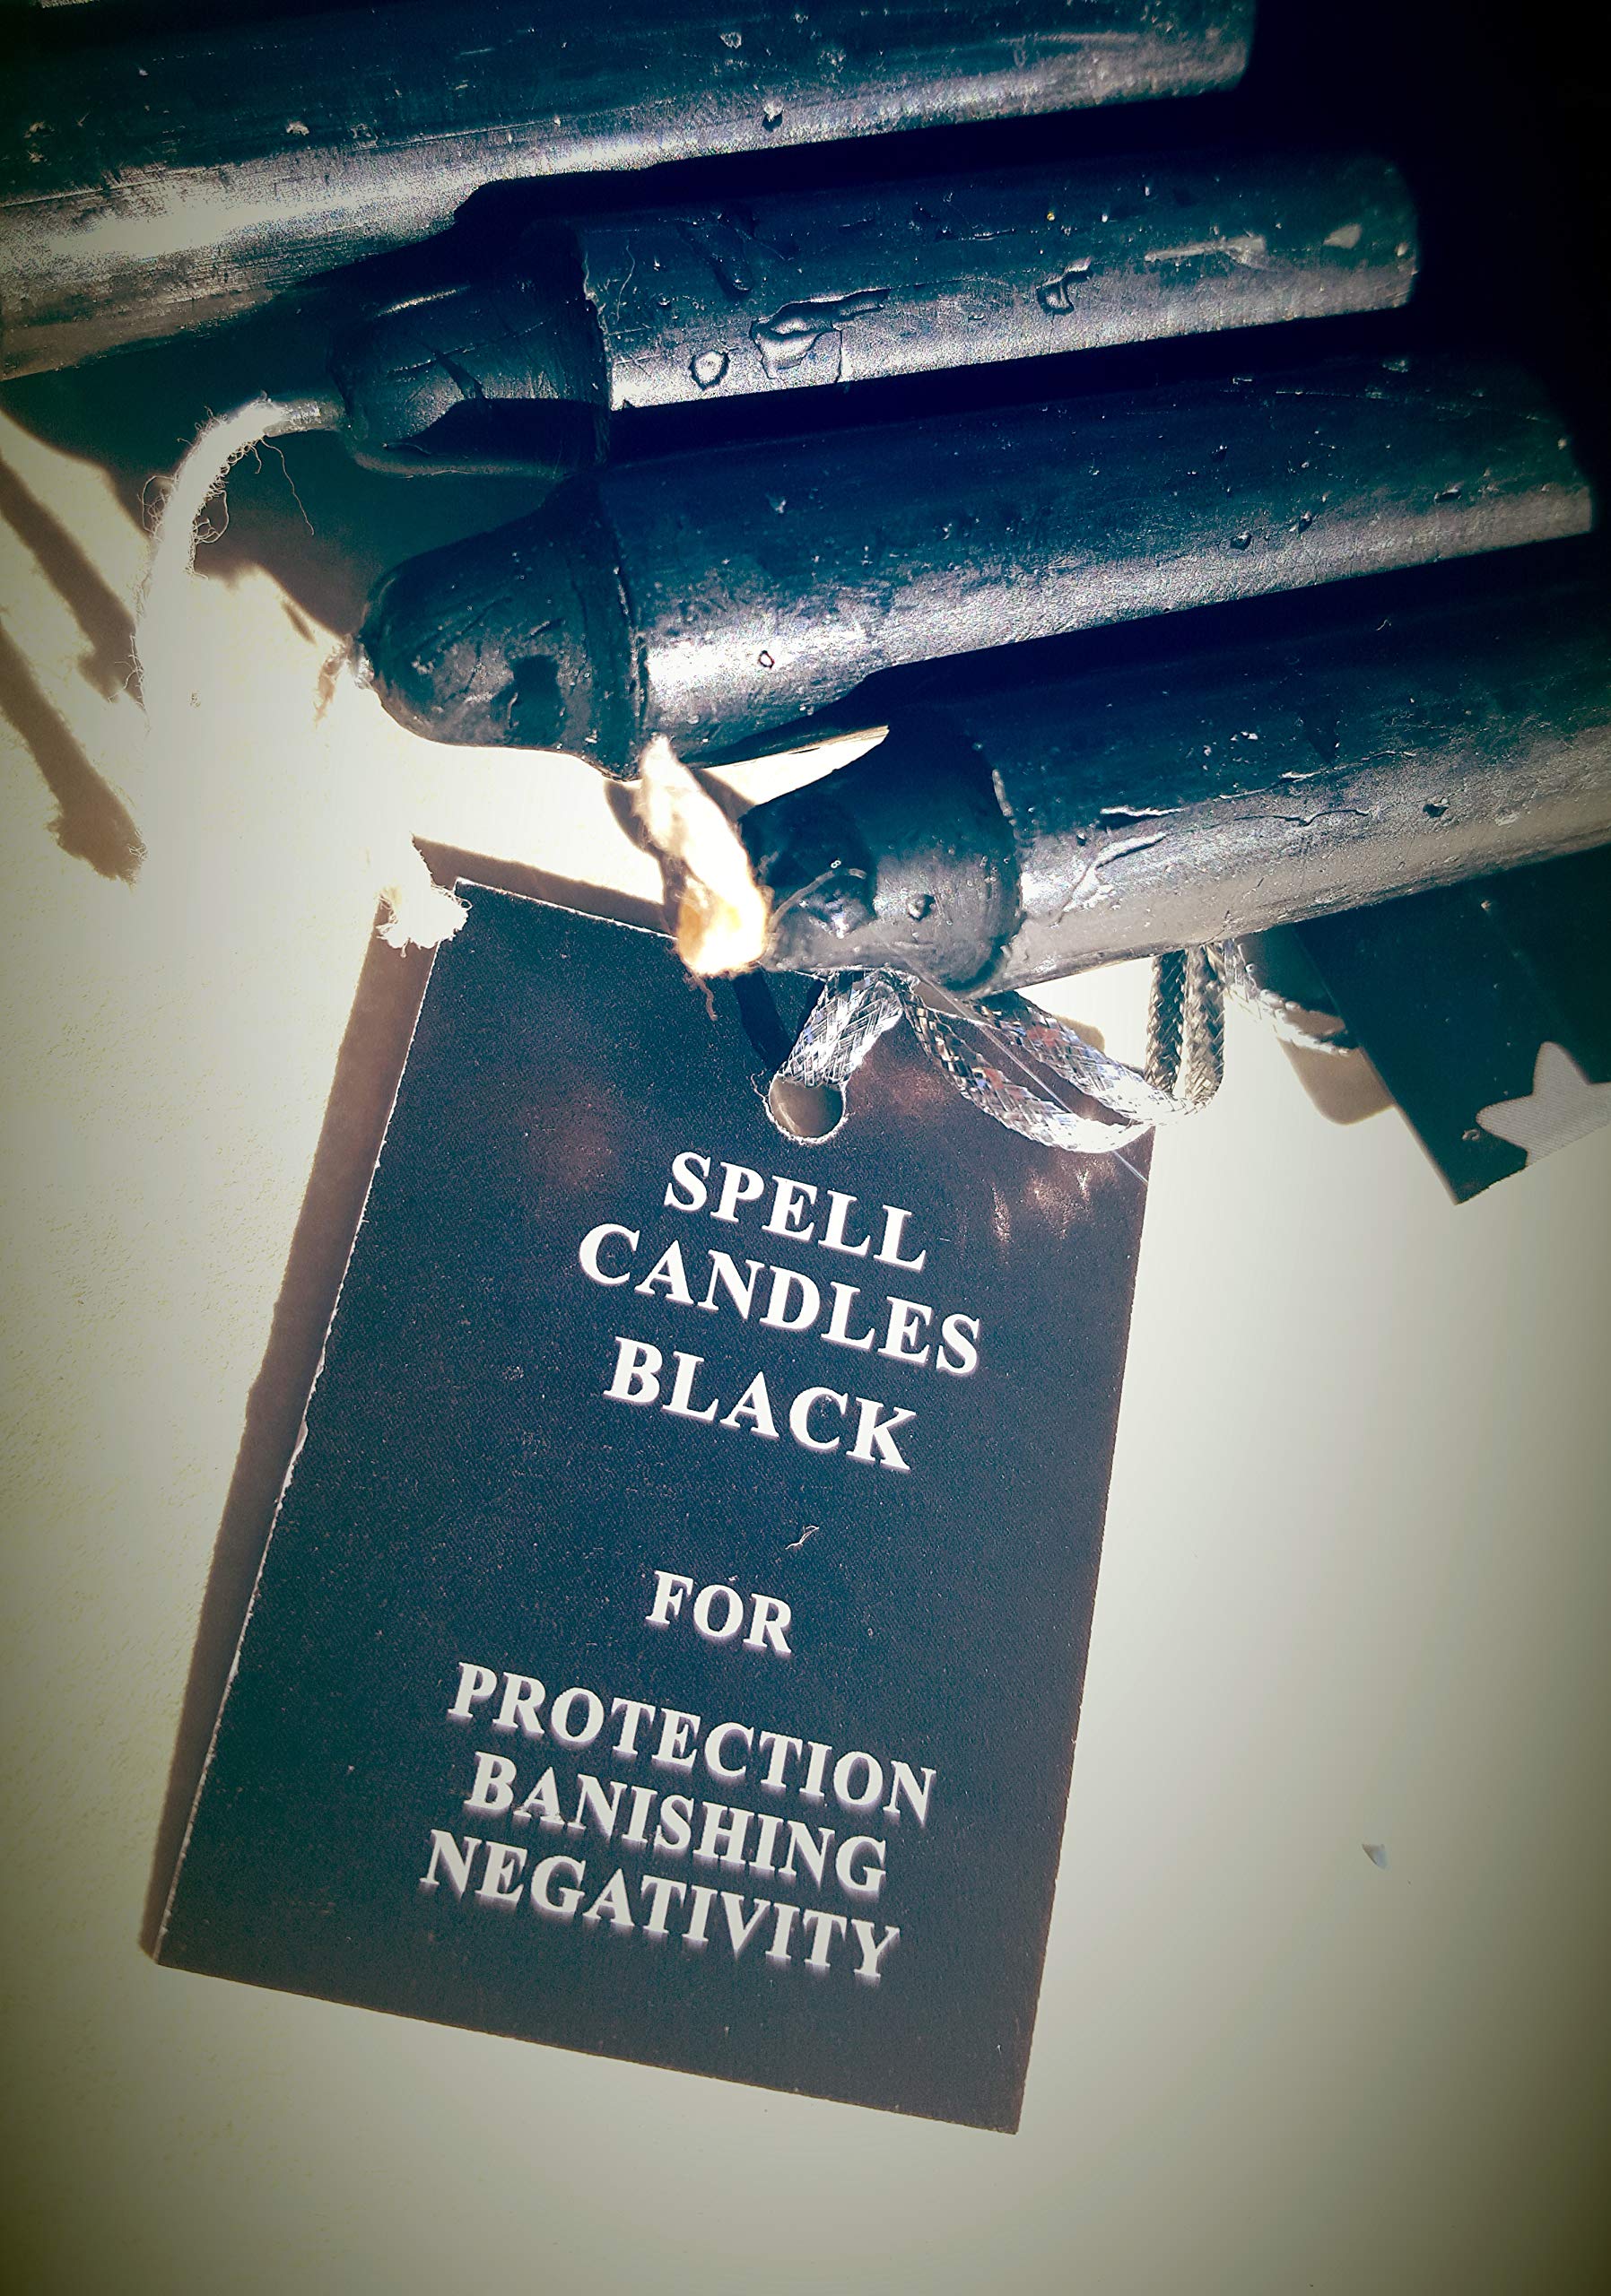 SPELL
CANDLES
BLACK
FOR
PROTECTION
BANISHING
NEGATIVITY